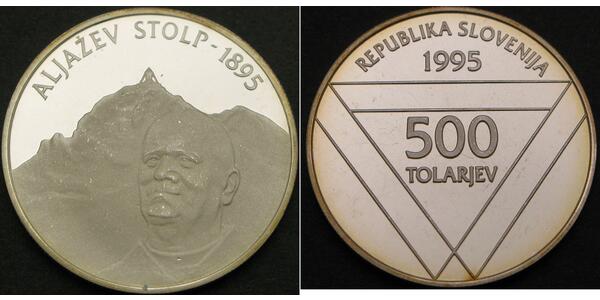 ALJAŽEV STOLP - 1895
REPUBLIKA SLOVENIJA
1995
500
TOLARJEV